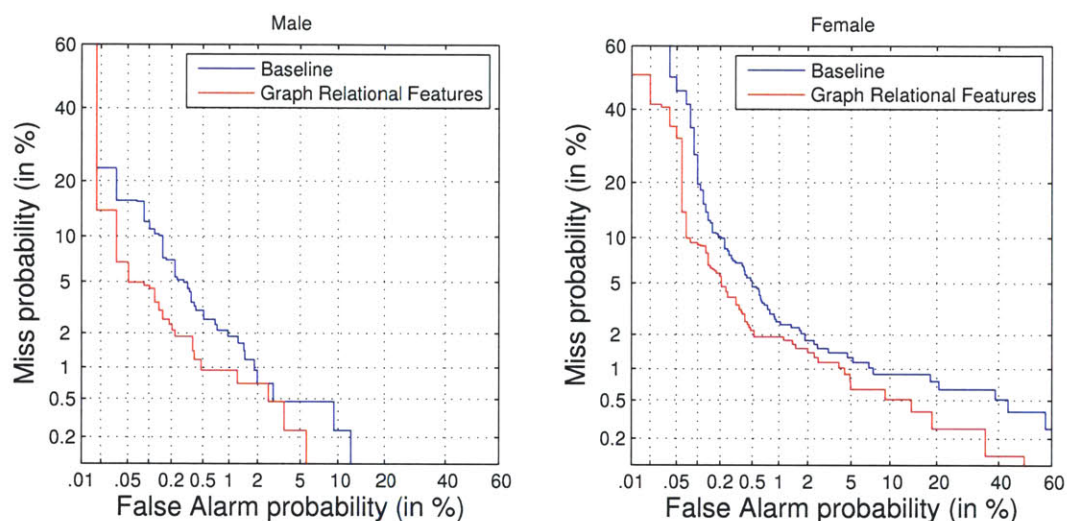 Male
60
40
20
10
5
2
1
0.5
0.2
Miss probability (in %)
Baseline
Graph Relational Features
.01 .05 0.2 0.5 1 2 5 10 20 40 60
False Alarm probability (in %)
Female
60
40
20
10
5
2
1
0.5
0.2
Miss probability (in %)
Baseline
Graph Relational Features
.01 .05 0.2 0.5 1 2 5 10 20 40 60
False Alarm probability (in %)